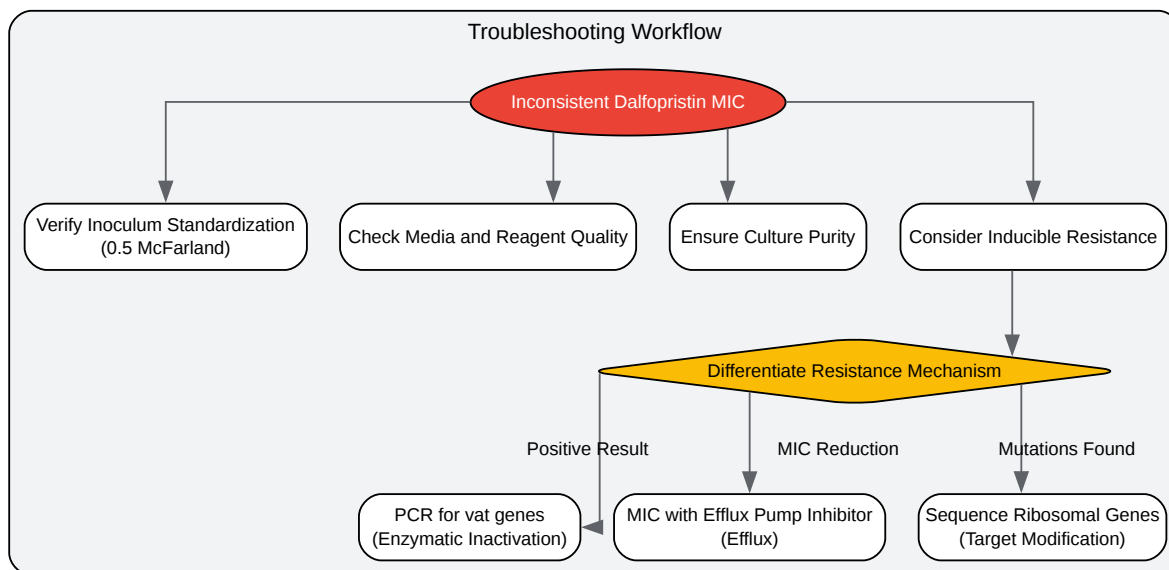 Troubleshooting Workflow
Inconsistent Dalfopristin MIC
Verify Inoculum Standardization
(0.5 McFarland)
Check Media and Reagent Quality
Ensure Culture Purity
Consider Inducible Resistance
Differentiate Resistance Mechanism
Positive Result
MIC Reduction
Mutations Found
PCR for vat genes
(Enzymatic Inactivation)
MIC with Efflux Pump Inhibitor
(Efflux)
Sequence Ribosomal Genes
(Target Modification)